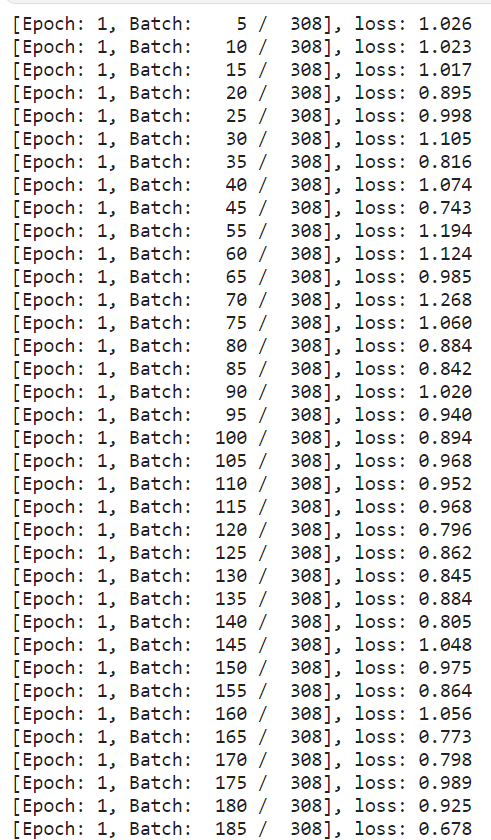 [Epoch: 1, Batch:    5 /  308], loss: 1.026
[Epoch: 1, Batch:   10 /  308], loss: 1.023
[Epoch: 1, Batch:   15 /  308], loss: 1.017
[Epoch: 1, Batch:   20 /  308], loss: 0.895
[Epoch: 1, Batch:   25 /  308], loss: 0.998
[Epoch: 1, Batch:   30 /  308], loss: 1.105
[Epoch: 1, Batch:   35 /  308], loss: 0.816
[Epoch: 1, Batch:   40 /  308], loss: 1.074
[Epoch: 1, Batch:   45 /  308], loss: 0.743
[Epoch: 1, Batch:   55 /  308], loss: 1.194
[Epoch: 1, Batch:   60 /  308], loss: 1.124
[Epoch: 1, Batch:   65 /  308], loss: 0.985
[Epoch: 1, Batch:   70 /  308], loss: 1.268
[Epoch: 1, Batch:   75 /  308], loss: 1.060
[Epoch: 1, Batch:   80 /  308], loss: 0.884
[Epoch: 1, Batch:   85 /  308], loss: 0.842
[Epoch: 1, Batch:   90 /  308], loss: 1.020
[Epoch: 1, Batch:   95 /  308], loss: 0.940
[Epoch: 1, Batch:  100 /  308], loss: 0.894
[Epoch: 1, Batch:  105 /  308], loss: 0.968
[Epoch: 1, Batch:  110 /  308], loss: 0.952
[Epoch: 1, Batch:  115 /  308], loss: 0.968
[Epoch: 1, Batch:  120 /  308], loss: 0.796
[Epoch: 1, Batch:  125 /  308], loss: 0.862
[Epoch: 1, Batch:  130 /  308], loss: 0.845
[Epoch: 1, Batch:  135 /  308], loss: 0.884
[Epoch: 1, Batch:  140 /  308], loss: 0.805
[Epoch: 1, Batch:  145 /  308], loss: 1.048
[Epoch: 1, Batch:  150 /  308], loss: 0.975
[Epoch: 1, Batch:  155 /  308], loss: 0.864
[Epoch: 1, Batch:  160 /  308], loss: 1.056
[Epoch: 1, Batch:  165 /  308], loss: 0.773
[Epoch: 1, Batch:  170 /  308], loss: 0.798
[Epoch: 1, Batch:  175 /  308], loss: 0.989
[Epoch: 1, Batch:  180 /  308], loss: 0.925
[Epoch: 1, Batch:  185 /  308], loss: 0.678